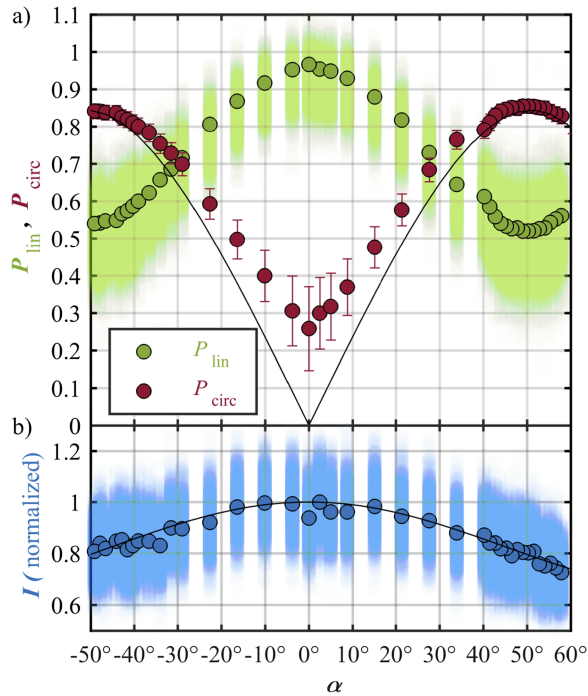 a)
1.1
1
0.9
0.8
0.7
0.6
0.5
0.4
0.3
0.2
0.1
0
P lin, P circ
P lin
P circ
b)
1.2
1
0.8
0.6
I (normalized)
-50° -40° -30° -20° -10° 0° 10° 20° 30° 40° 50° 60°
α